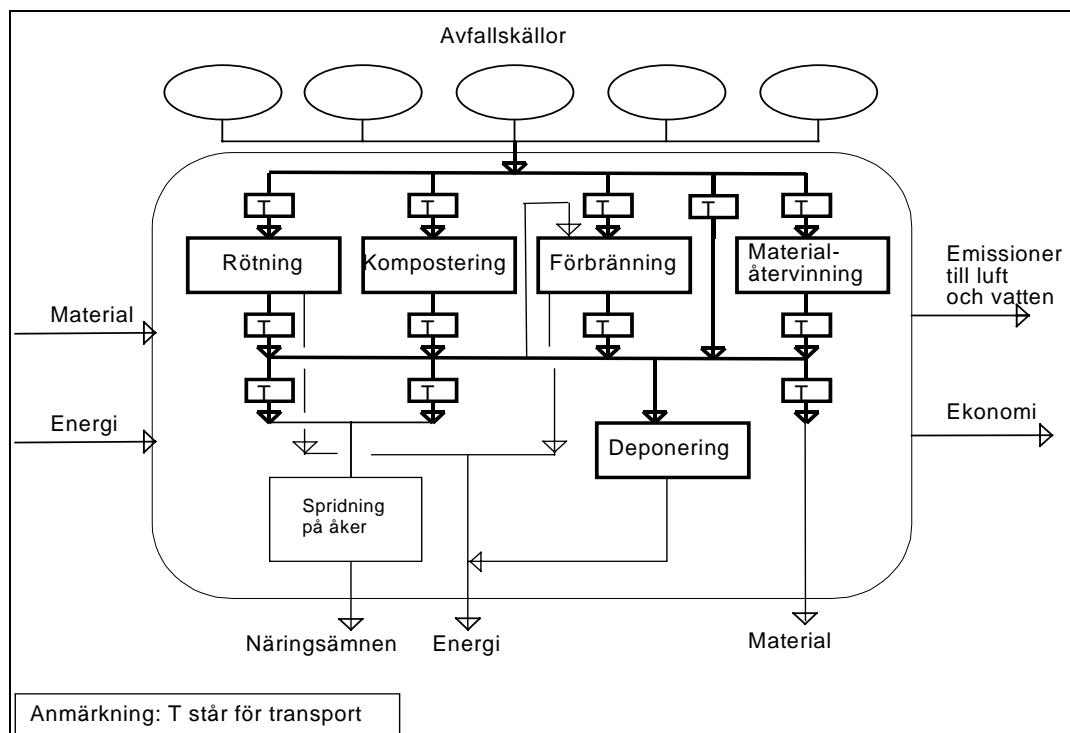 Avfallskällor
T
T
T
T
T
Rötning
Kompostering
Förbränning
Material-
återvinning
Emissioner
till luft
och vatten
Material
T
T
T
T
T
T
T
Energi
Ekonomi
Deponering
Spridning
på åker
Näringsämnen
Energi
Material
Anmärkning: T står för transport